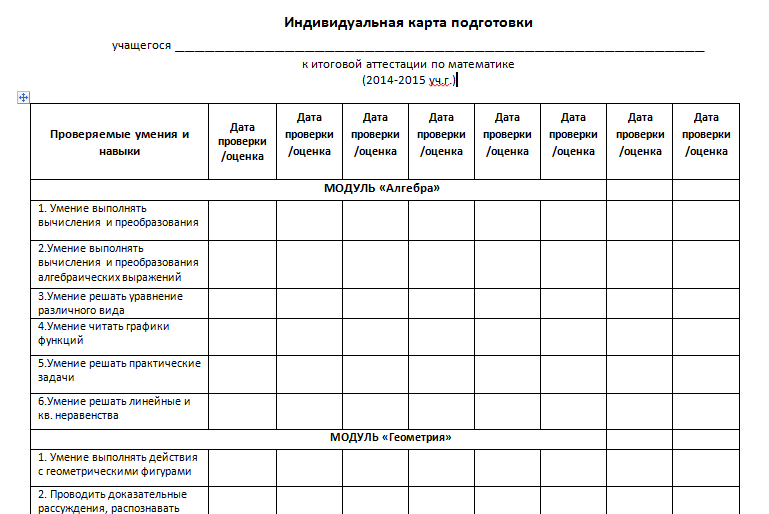 Индивидуальная карта подготовки
учащегося ___________________________________________________________
к итоговой аттестации по математике
(2014-2015 уч.г.)
Проверяемые умения и
навыки
Дата
проверки
/оценка
Дата
проверки
/оценка
Дата
проверки
/оценка
Дата
проверки
/оценка
Дата
проверки
/оценка
Дата
проверки
/оценка
Дата
проверки
/оценка
Дата
проверки
/оценка
МОДУЛЬ «Алгебра»
1. Умение выполнять
вычисления и преобразования
2.Умение выполнять
вычисления и преобразования
алгебраических выражений
3.Умение решать уравнение
различного вида
4.Умение читать графики
функций
5.Умение решать практические
задачи
6.Умение решать линейные и
кв. неравенства
МОДУЛЬ «Геометрия»
1. Умение выполнять действия
с геометрическими фигурами
2. Проводить доказательные
рассуждения, распознавать